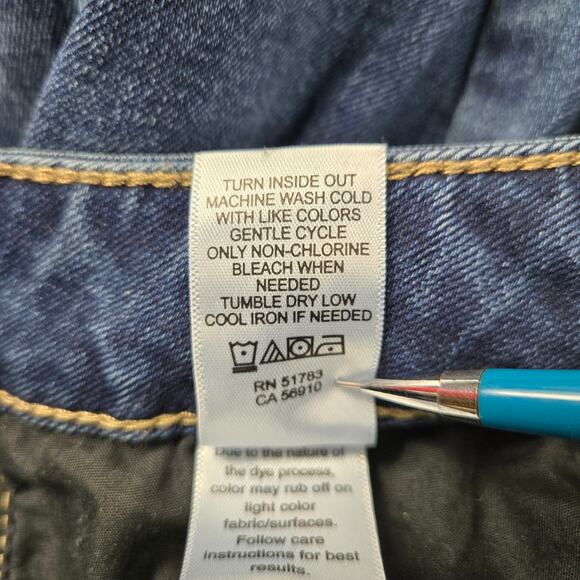 TURN INSIDE OUT
MACHINE WASH COLD
WITH LIKE COLORS
GENTLE CYCLE
ONLY NON-CHLORINE
BLEACH WHEN
NEEDED
TUMBLE DRY LOW
COOL IRON IF NEEDED
RN 51783
CA 56910
Due to the nature of
the dye process,
color may rub off on
light color
fabric/surfaces.
Follow care
instructions for best
results.